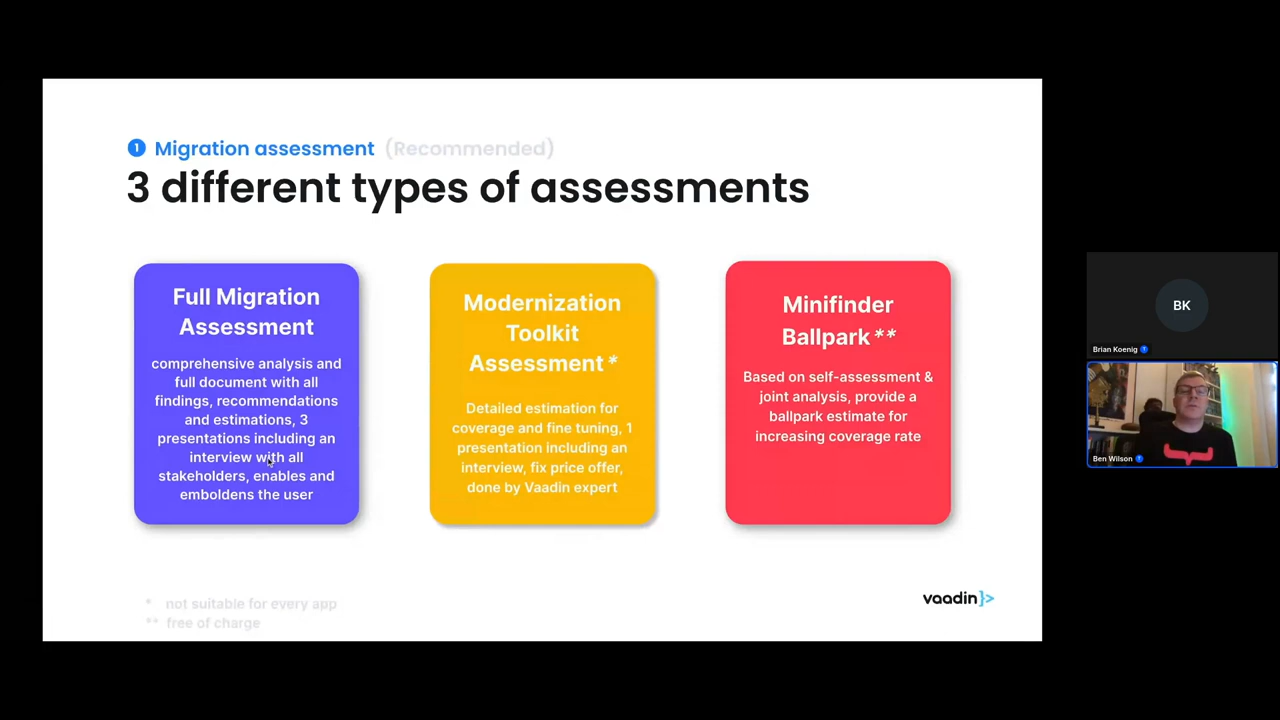 1 Migration assessment (Recommended)
3 different types of assessments
Full Migration
Assessment
comprehensive analysis and
full document with all
findings, recommendations
and estimations, 3
presentations including an
interview with all
stakeholders, enables and
emboldens the user
Modernization
Toolkit
Assessment*
Detailed estimation for
coverage and fine tuning, 1
presentation including an
interview, fix price offer,
done by Vaadin expert
Minifinder
Ballpark**
Based on self-assessment &
joint analysis, provide a
ballpark estimate for
increasing coverage rate
* not suitable for every app
** free of charge
vaadin}>
BK
Brian Koenig
Ben Wilson